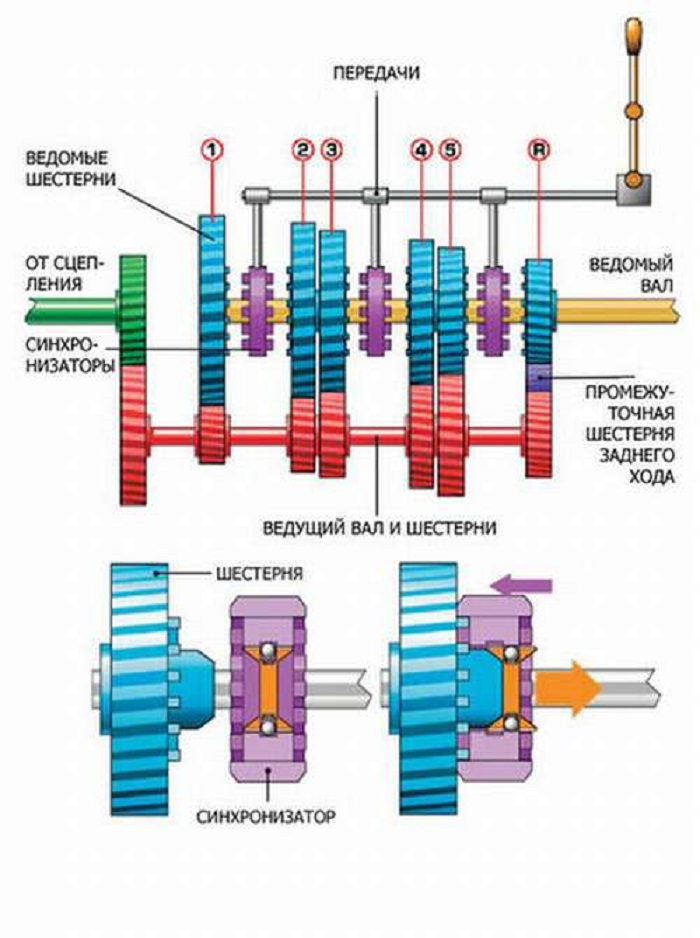 ПЕРЕДАЧИ
1
2
3
4
5
R
ВЕДОМЫЕ
ШЕСТЕРНИ
ОТ СЦЕП-
ЛЕНИЯ
ВЕДОМЫЙ
ВАЛ
СИНХРО-
НИЗАТОРЫ
ПРОМЕЖУ-
ТОЧНАЯ
ШЕСТЕРНЯ
ЗАДНЕГО
ХОДА
ВЕДУЩИЙ ВАЛ И ШЕСТЕРНИ
ШЕСТЕРНЯ
СИНХРОНИЗАТОР